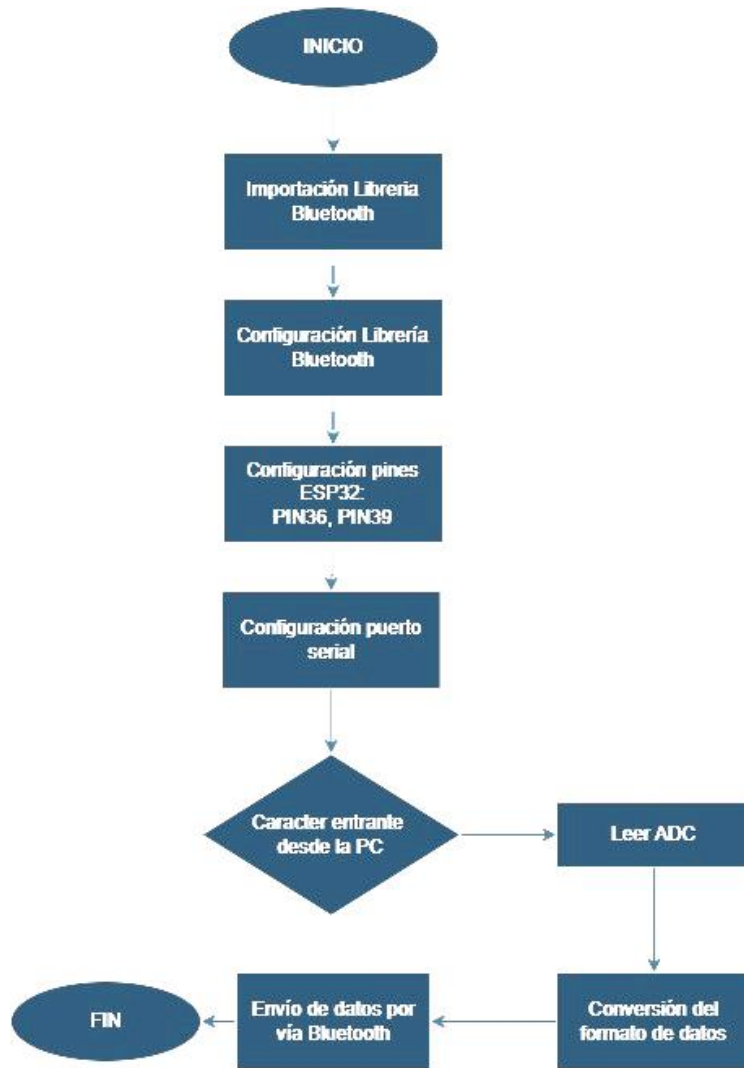 INICIO
Importación Libreria
Bluetooth
Configuración Librería
Bluetooth
Configuración pines
ESP32:
PIN36, PIN39
Configuración puerto
serial
Caracter entrante
desde la PC
Leer ADC
Conversión del
formato de datos
Envío de datos por
vía Bluetooth
FIN